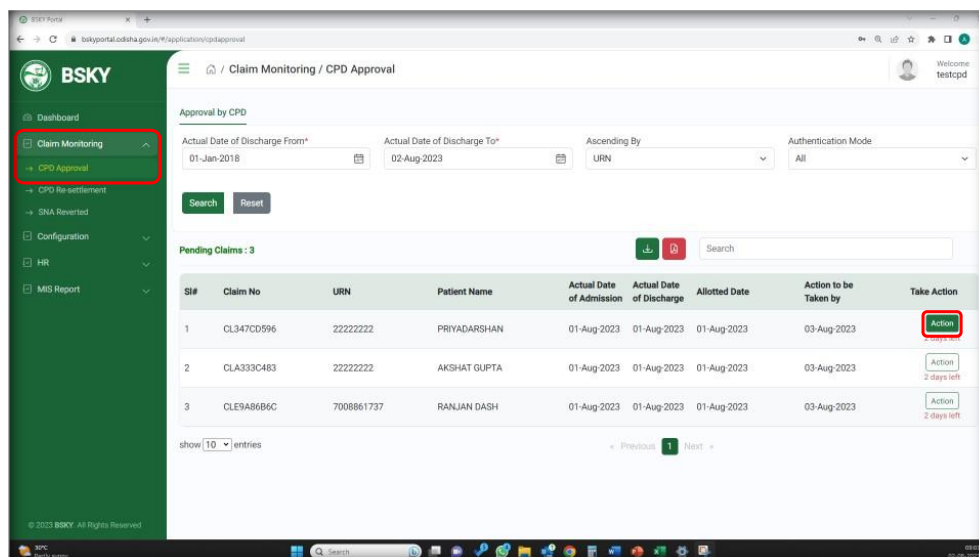 BSKY Portal
bskyportal.odisha.gov.in/#/application/cpdapproval
BSKY
/ Claim Monitoring / CPD Approval
Welcome
testcpd
Dashboard
Claim Monitoring
CPD Approval
CPD Re-settlement
SNA Reverted
Configuration
HR
MIS Report
Approval by CPD
Actual Date of Discharge From* Actual Date of Discharge To* Ascending By Authentication Mode
01-Jan-2018 02-Aug-2023 URN All
Search Reset
Pending Claims : 3 Search
Sl# Claim No URN Patient Name Actual Date of Admission Actual Date of Discharge Allotted Date Action to be Taken by Take Action
1 CL347CD596 22222222 PRIYADARSHAN 01-Aug-2023 01-Aug-2023 01-Aug-2023 03-Aug-2023 Action
2 days left
2 CLA333C483 22222222 AKSHAT GUPTA 01-Aug-2023 01-Aug-2023 01-Aug-2023 03-Aug-2023 Action
2 days left
3 CLE9A86B6C 7008861737 RANJAN DASH 01-Aug-2023 01-Aug-2023 01-Aug-2023 03-Aug-2023 Action
2 days left
show 10 entries « Previous 1 Next »
© 2023 BSKY. All Rights Reserved
30°C
Partly sunny
Search